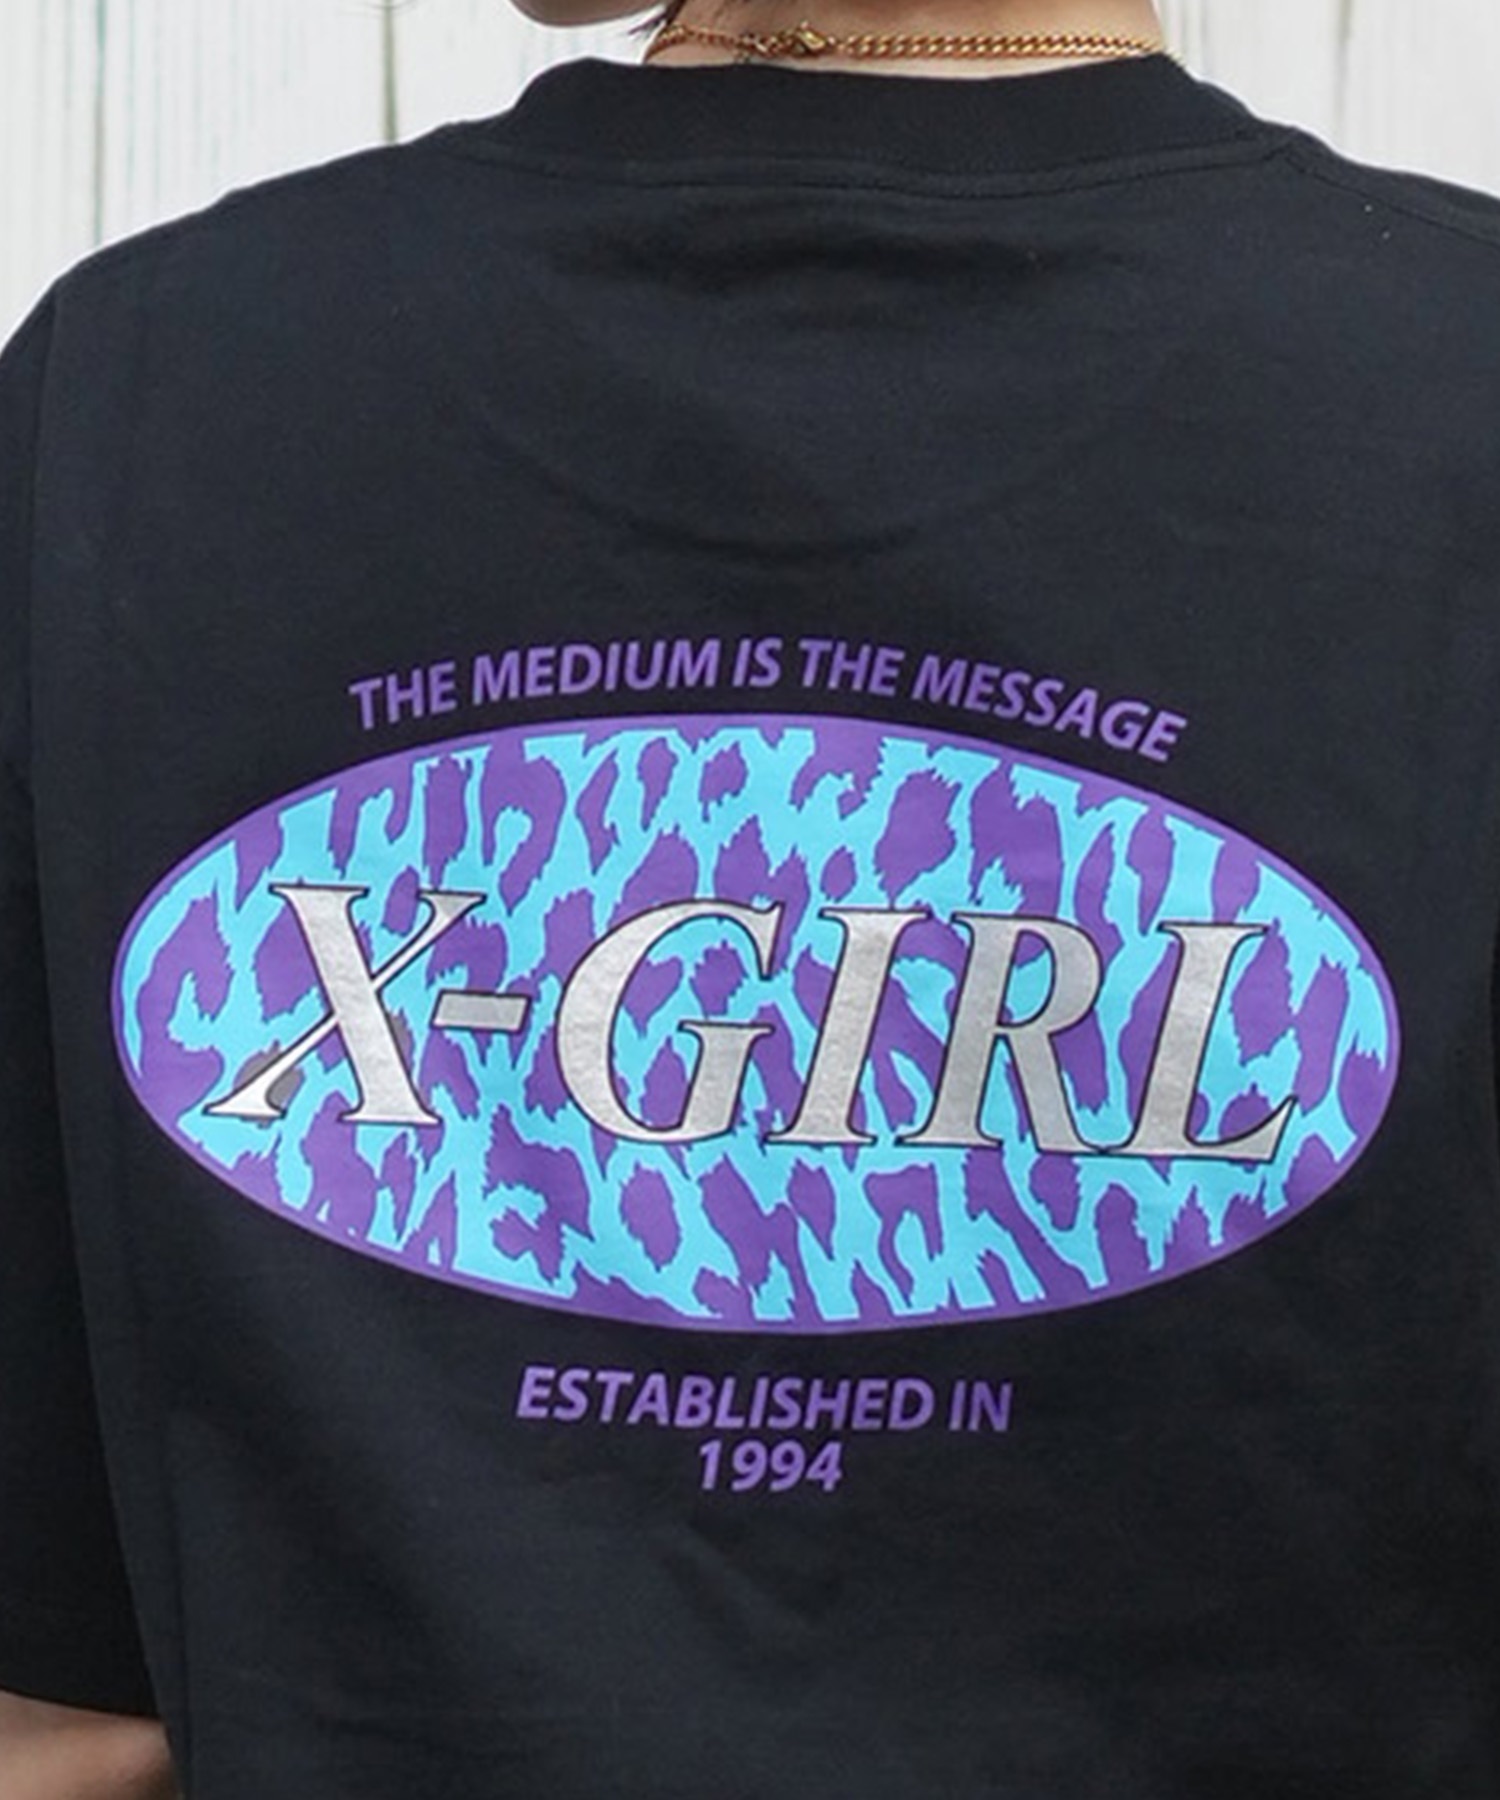 THE MEDIUM IS THE MESSAGE
X-GIRL
ESTABLISHED IN
1994